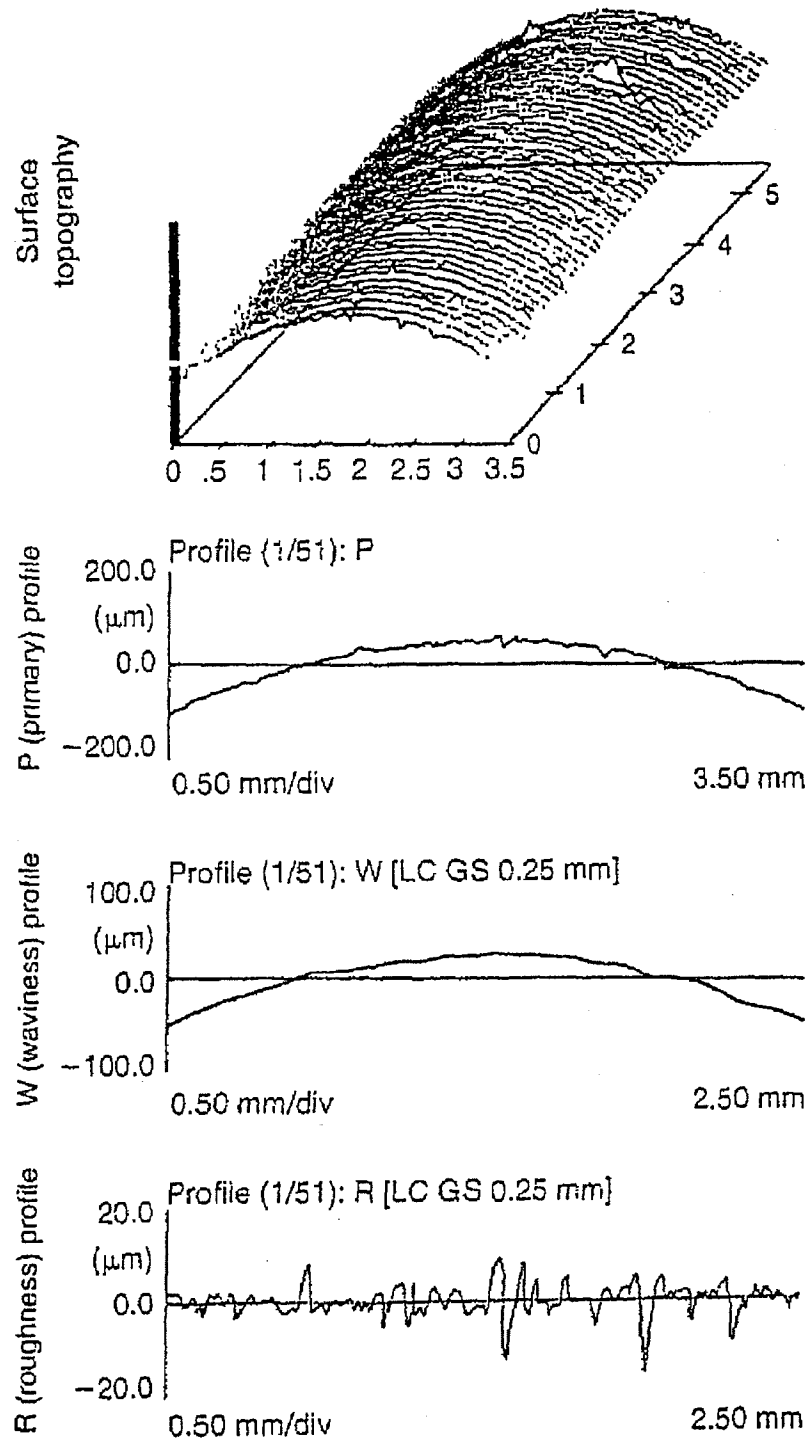 Surface
topography
5
4
3
2
1
0
0 .5 1 1.5 2 2.5 3 3.5
P (primary) profile
Profile (1/51): P
200.0
(μm)
0.0
−200.0
0.50 mm/div 3.50 mm
W (waviness) profile
Profile (1/51): W [LC GS 0.25 mm]
100.0
(μm)
0.0
−100.0
0.50 mm/div 2.50 mm
R (roughness) profile
Profile (1/51): R [LC GS 0.25 mm]
20.0
(μm)
0.0
−20.0
0.50 mm/div 2.50 mm